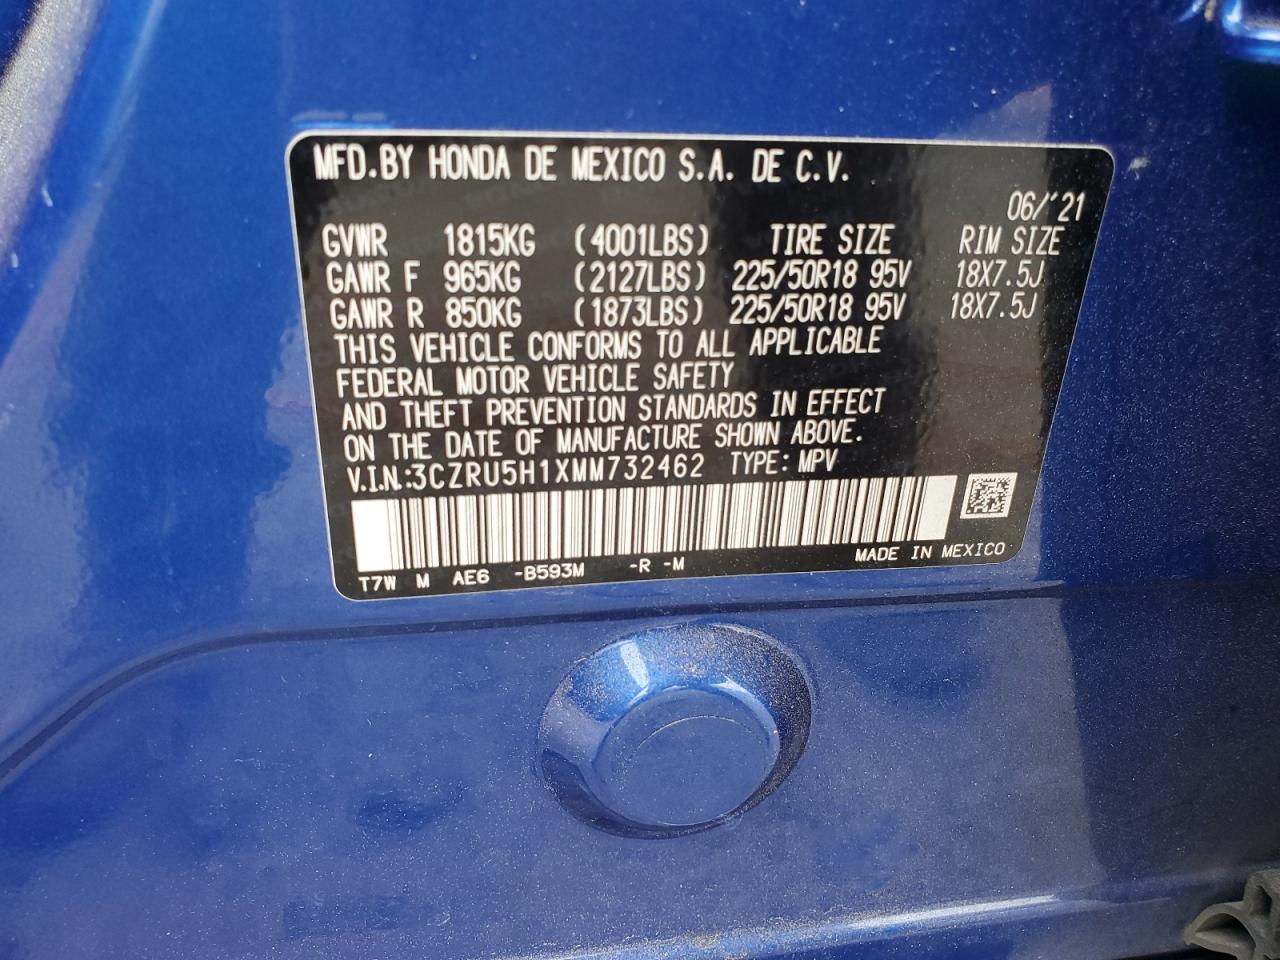 MFD.BY HONDA DE MEXICO S.A. DE C.V.
06/'21
GVWR 1815KG (4001LBS) TIRE SIZE RIM SIZE
GAWR F 965KG (2127LBS) 225/50R18 95V 18X7.5J
GAWR R 850KG (1873LBS) 225/50R18 95V 18X7.5J
THIS VEHICLE CONFORMS TO ALL APPLICABLE
FEDERAL MOTOR VEHICLE SAFETY
AND THEFT PREVENTION STANDARDS IN EFFECT
ON THE DATE OF MANUFACTURE SHOWN ABOVE.
V.I.N.:3CZRU5H1XMM732462 TYPE: MPV
T7W M AE6 -B593M -R -M MADE IN MEXICO